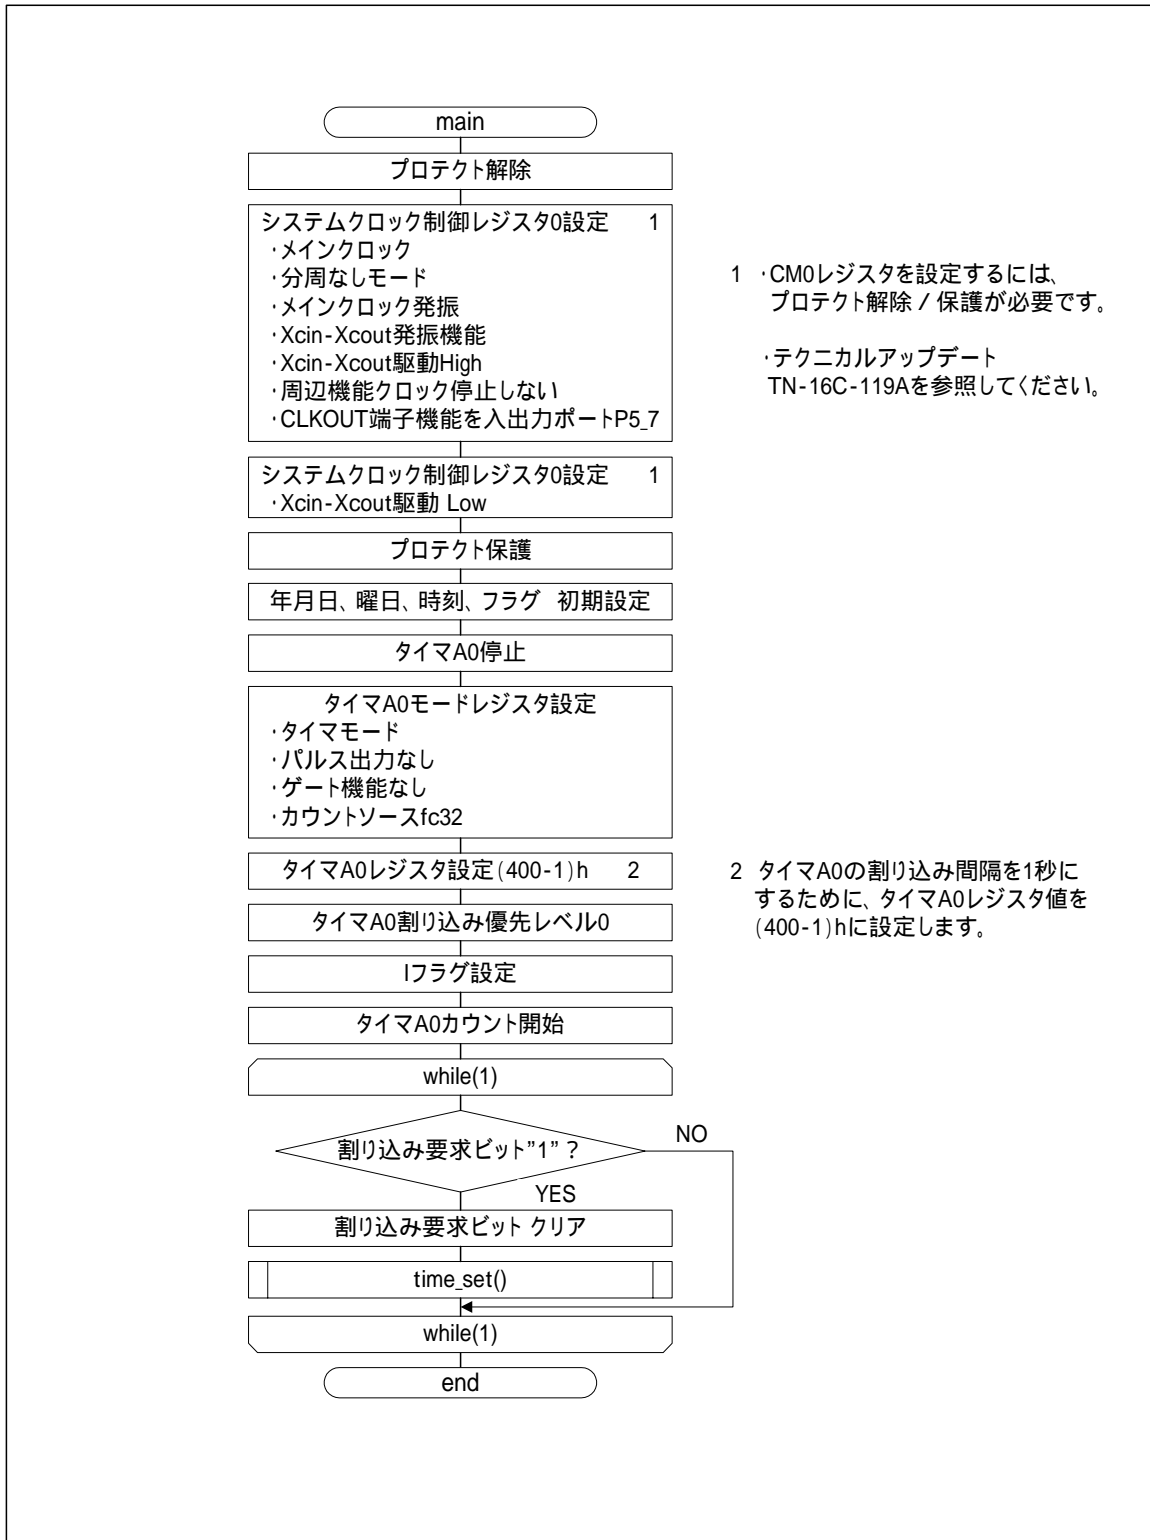 main
プロテクト解除
システムクロック制御レジスタ0設定 1
・メインクロック
・分周なしモード
・メインクロック発振
・Xcin-Xcout発振機能
・Xcin-Xcout駆動High
・周辺機能クロック停止しない
・CLKOUT端子機能を入出力ポートP5_7
1 ・CM0レジスタを設定するには、
プロテクト解除 / 保護が必要です。
・テクニカルアップデート
TN-16C-119Aを参照してください。
システムクロック制御レジスタ0設定 1
・Xcin-Xcout駆動 Low
プロテクト保護
年月日、曜日、時刻、フラグ 初期設定
タイマA0停止
タイマA0モードレジスタ設定
・タイマモード
・パルス出力なし
・ゲート機能なし
・カウントソースfc32
タイマA0レジスタ設定(400-1)h 2
2 タイマA0の割り込み間隔を1秒に
するために、タイマA0レジスタ値を
(400-1)hに設定します。
タイマA0割り込み優先レベル0
Iフラグ設定
タイマA0カウント開始
while(1)
割り込み要求ビット”1”?
NO
YES
割り込み要求ビット クリア
time_set()
while(1)
end